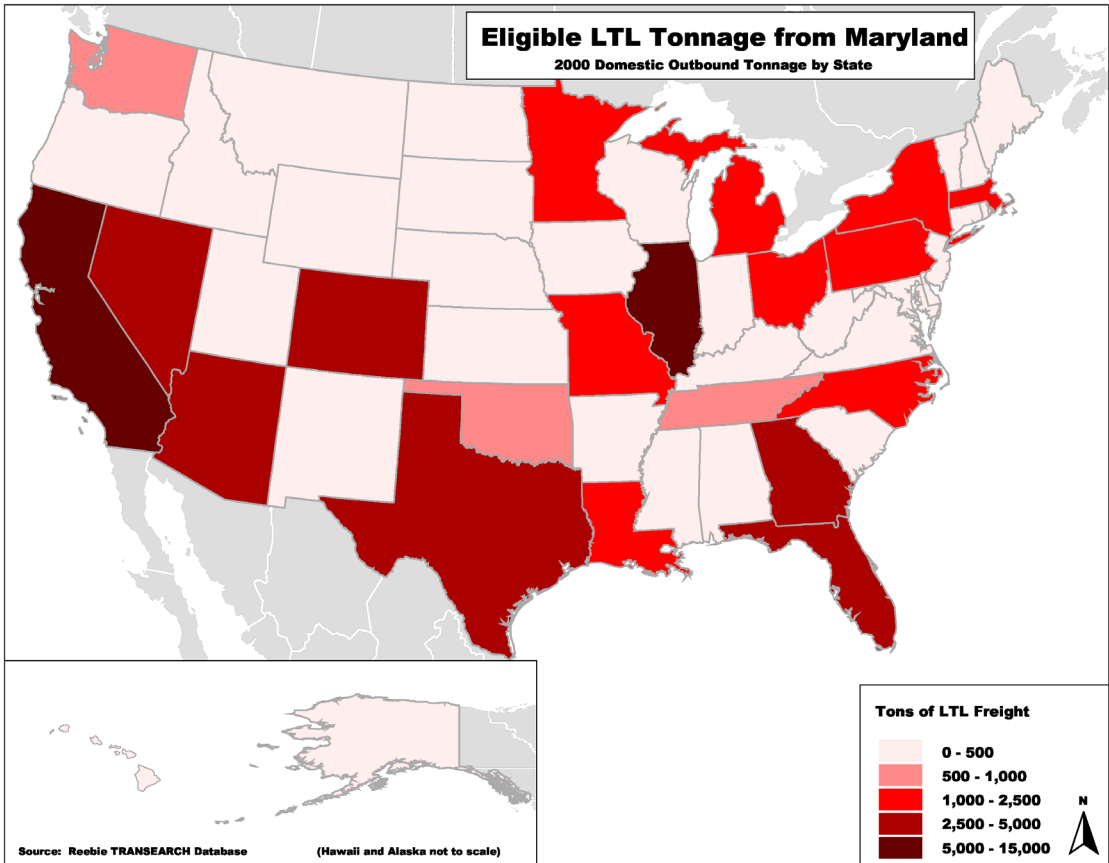 Eligible LTL Tonnage from Maryland
2000 Domestic Outbound Tonnage by State
Tons of LTL Freight
0 - 500
500 - 1,000
1,000 - 2,500
2,500 - 5,000
5,000 - 15,000
N
Source: Reebie TRANSEARCH Database (Hawaii and Alaska not to scale)